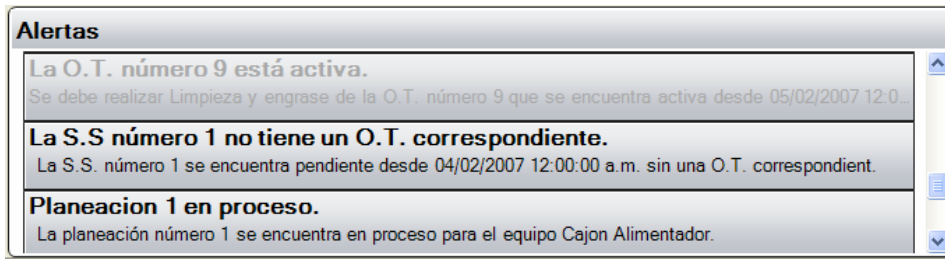 Alertas
La O.T. número 9 está activa.
Se debe realizar Limpieza y engrase de la O.T. número 9 que se encuentra activa desde 05/02/2007 12:0...
La S.S número 1 no tiene un O.T. correspondiente.
La S.S. número 1 se encuentra pendiente desde 04/02/2007 12:00:00 a.m. sin una O.T. correspondient.
Planeacion 1 en proceso.
La planeación número 1 se encuentra en proceso para el equipo Cajon Alimentador.